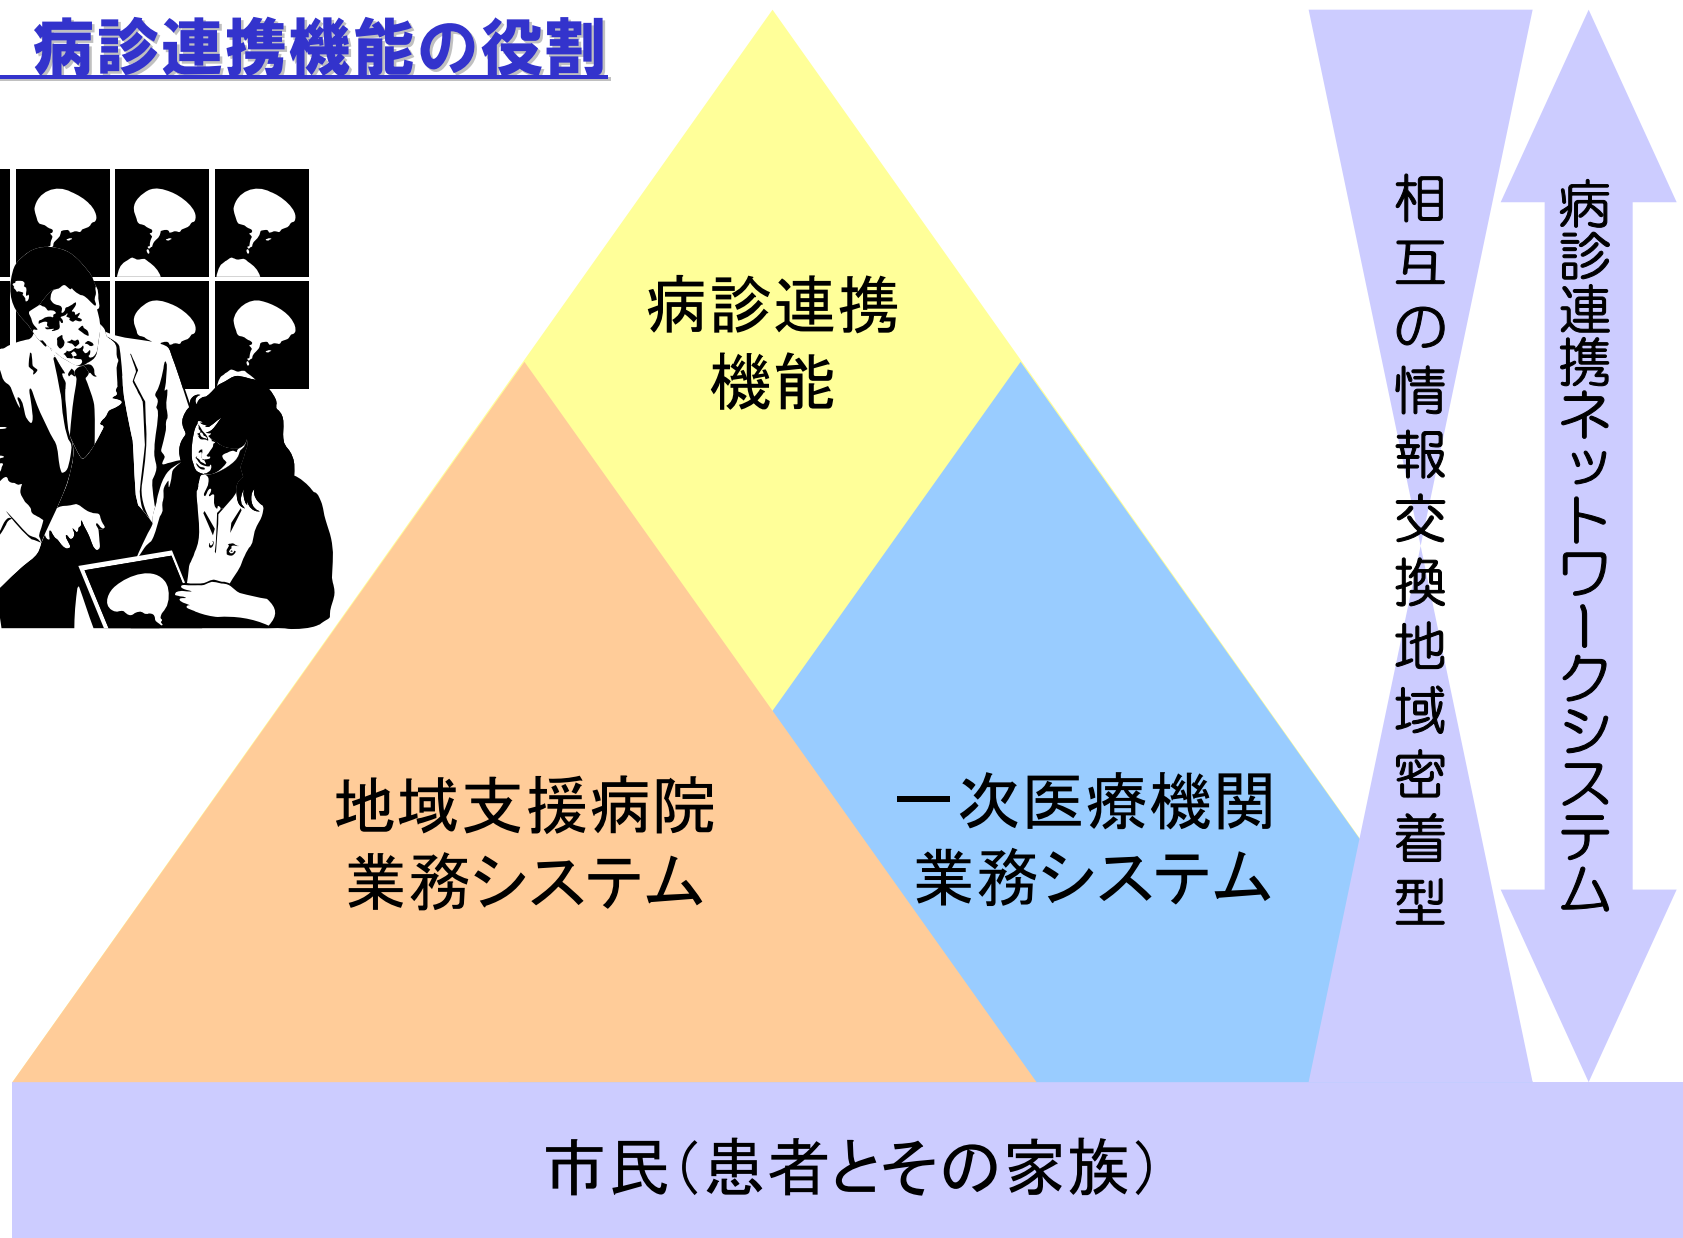 病診連携機能の役割
病診連携
機能
地域支援病院
業務システム
一次医療機関
業務システム
相互の情報交換地域密着型
病診連携ネットワークシステム
市民（患者とその家族）